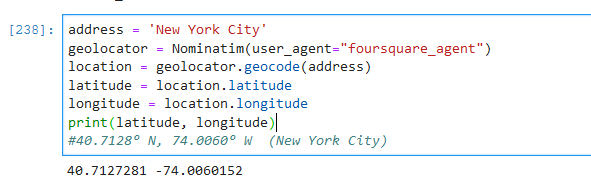 [238]: address = 'New York City'
geolocator = Nominatim(user_agent="foursquare_agent")
location = geolocator.geocode(address)
latitude = location.latitude
longitude = location.longitude
print(latitude, longitude)
#40.7128° N, 74.0060° W  (New York City)
40.7127281 -74.0060152